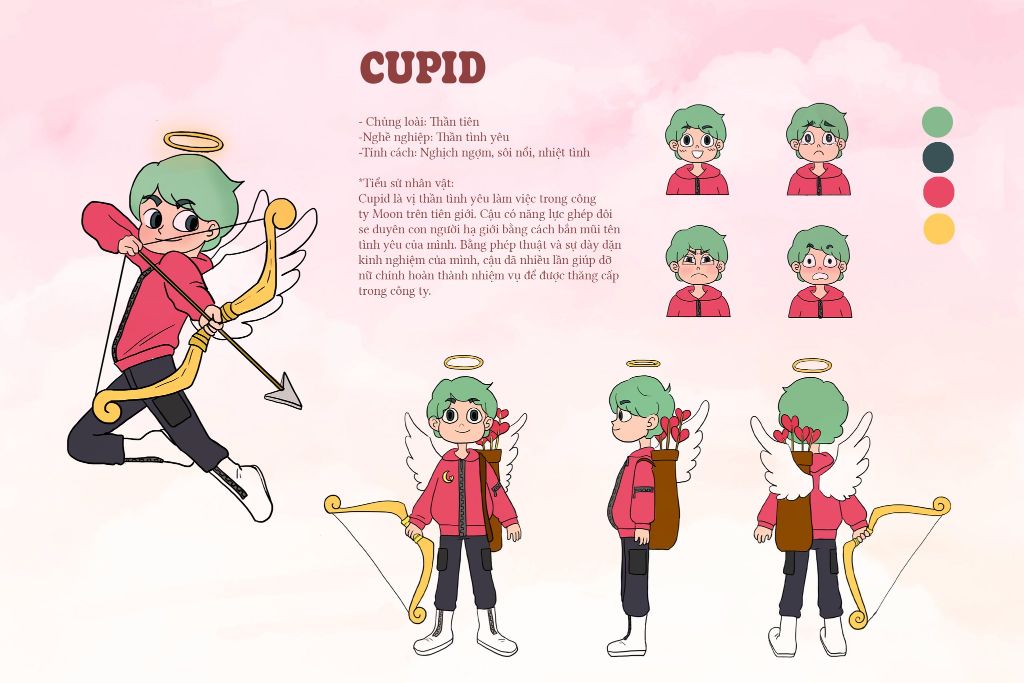 CUPID
- Chủng loài: Thần tiên
-Nghề nghiệp: Thần tình yêu
-Tính cách: Nghịch ngợm, sôi nổi, nhiệt tình
*Tiểu sử nhân vật:
Cupid là vị thần tình yêu làm việc trong công
ty Moon trên tiên giới. Cậu có năng lực ghép đôi
se duyên con người hạ giới bằng cách bắn mũi tên
tình yêu của mình. Bằng phép thuật và sự dày dặn
kinh nghiệm của mình, cậu đã nhiều lần giúp đỡ
nữ chính hoàn thành nhiệm vụ để được thăng cấp
trong công ty.